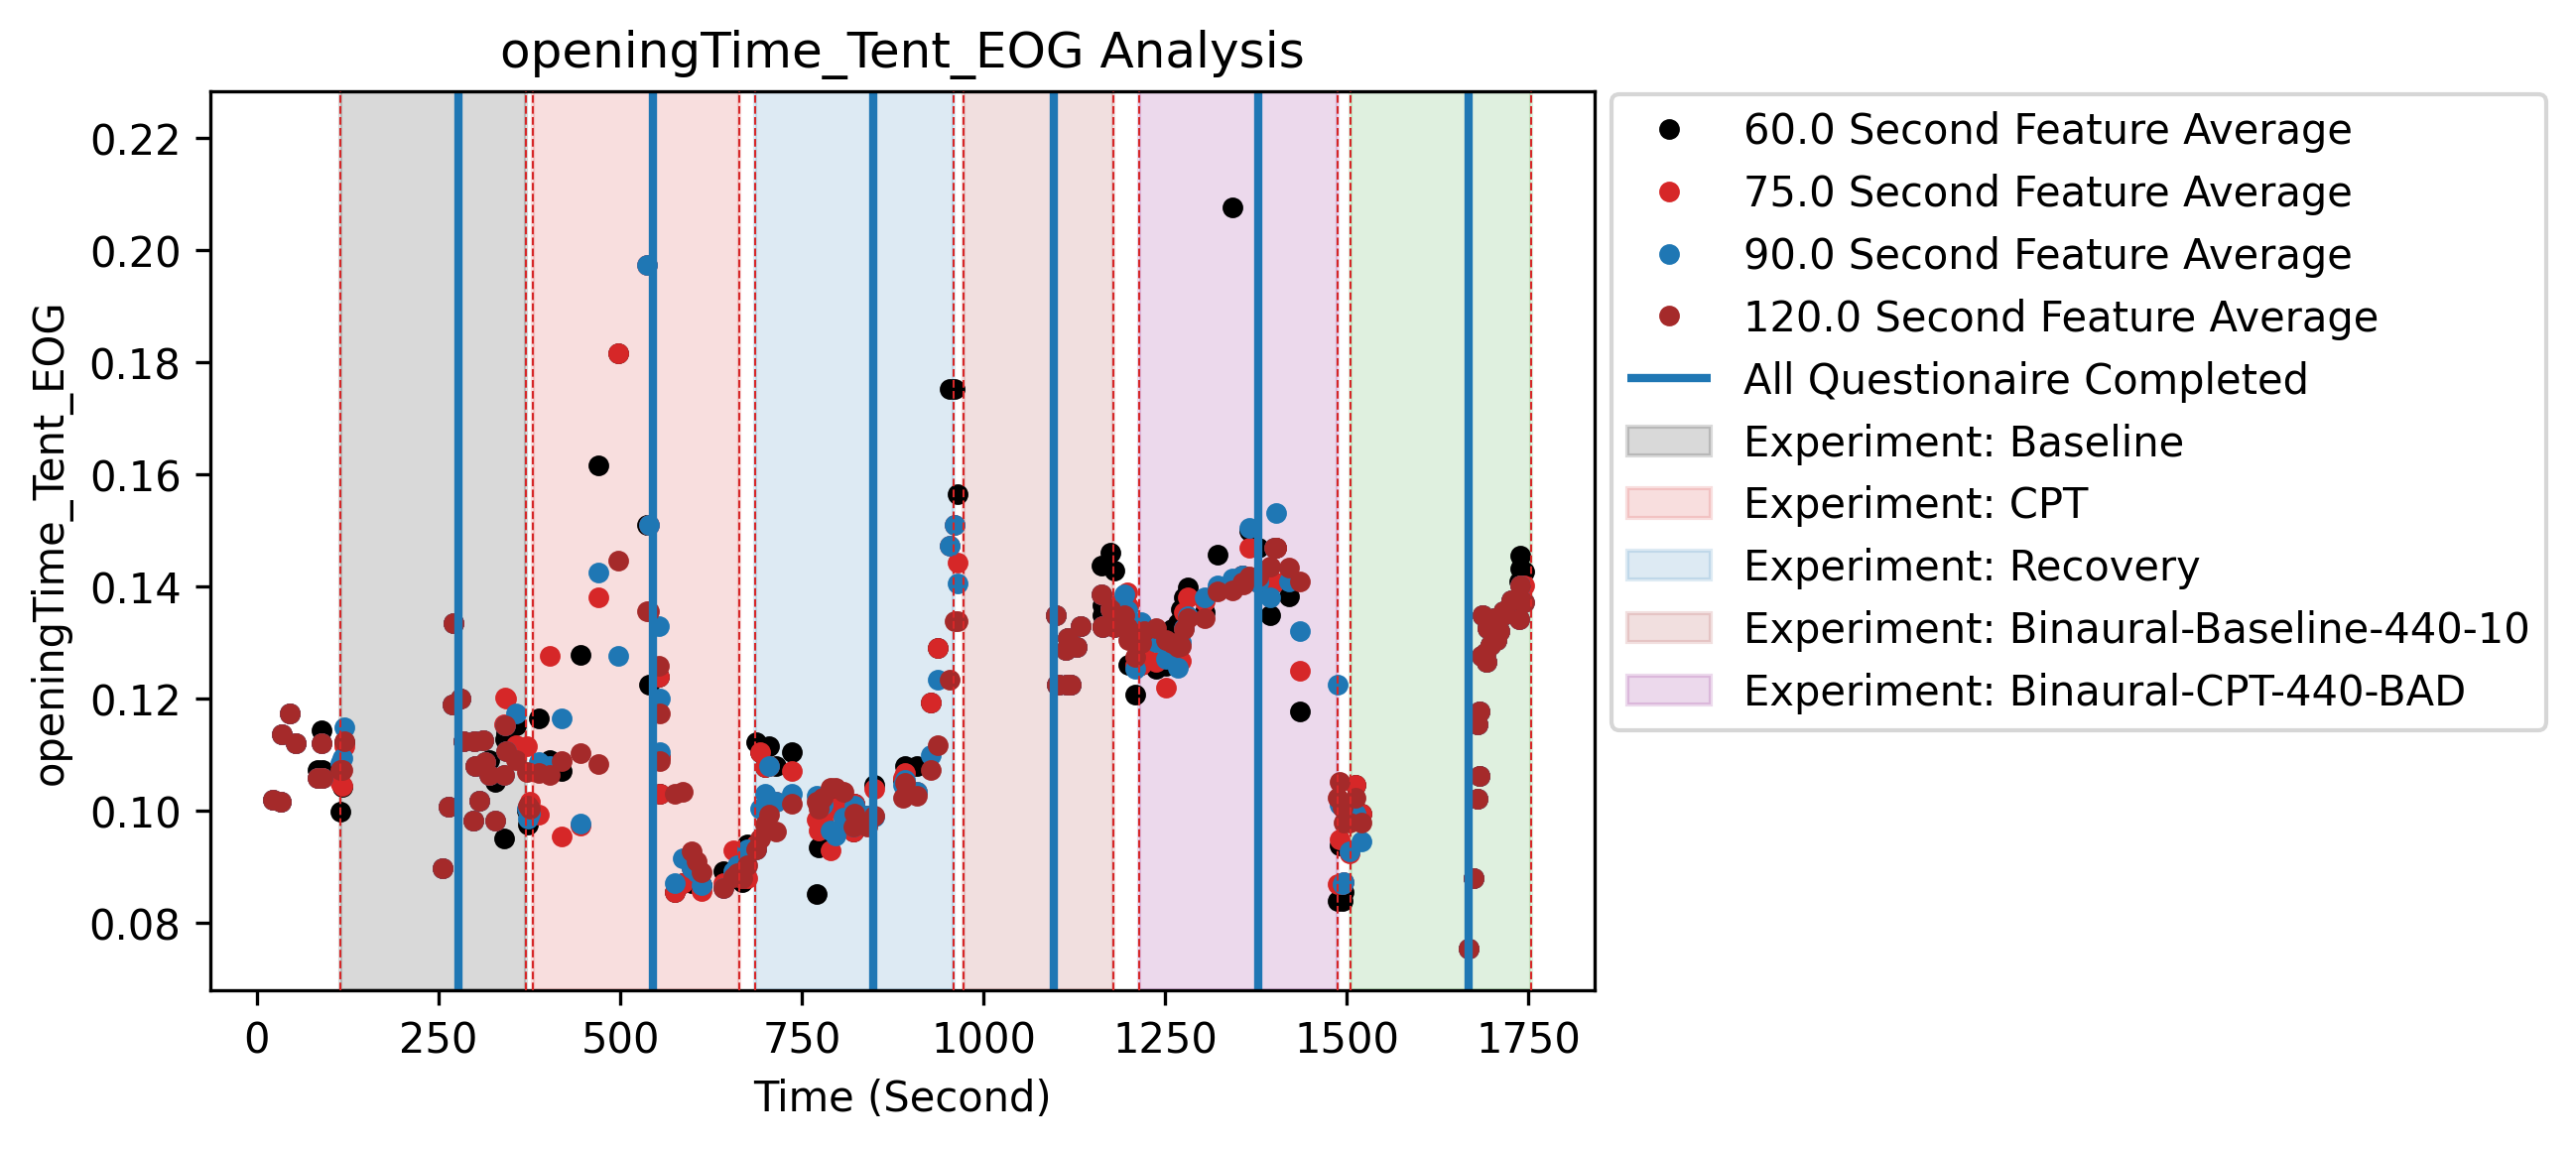 openingTime_Tent_EOG Analysis
openingTime_Tent_EOG
0.22
0.20
0.18
0.16
0.14
0.12
0.10
0.08
0 250 500 750 1000 1250 1500 1750
Time (Second)
60.0 Second Feature Average
75.0 Second Feature Average
90.0 Second Feature Average
120.0 Second Feature Average
All Questionaire Completed
Experiment: Baseline
Experiment: CPT
Experiment: Recovery
Experiment: Binaural-Baseline-440-10
Experiment: Binaural-CPT-440-BAD